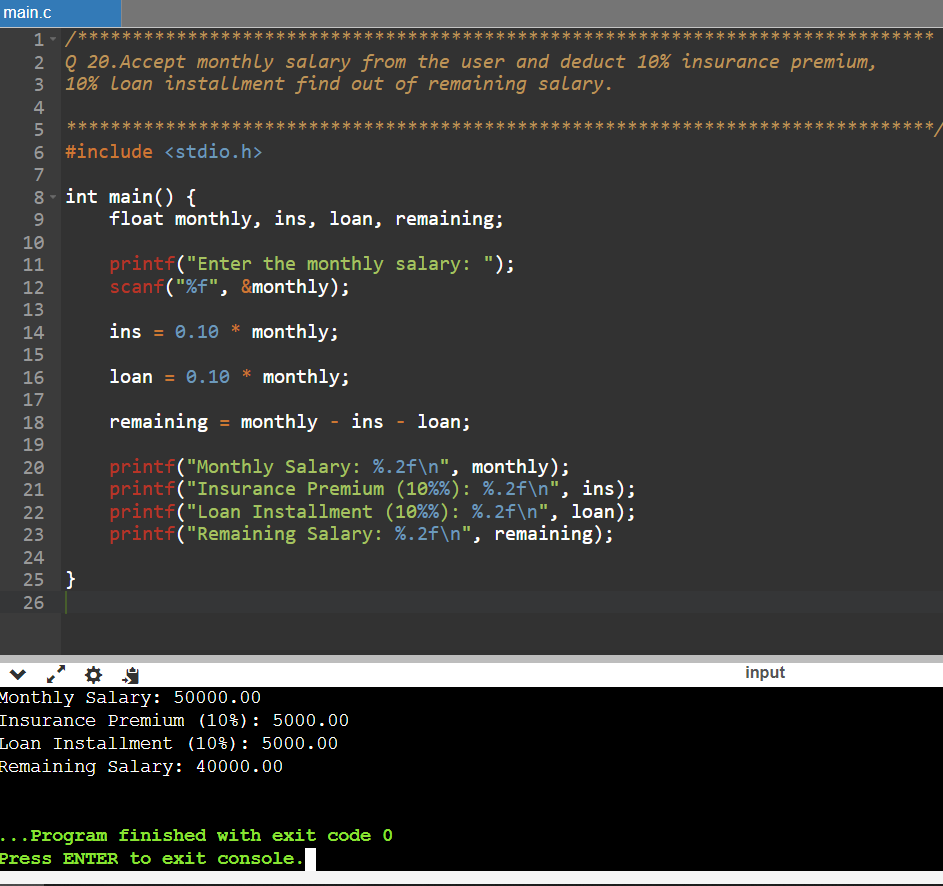 main.c
1 /******************************************************************************
2 Q 20.Accept monthly salary from the user and deduct 10% insurance premium,
3 10% loan installment find out of remaining salary.
4
5 *******************************************************************************/
6 #include <stdio.h>
7
8 int main() {
9     float monthly, ins, loan, remaining;
10
11     printf("Enter the monthly salary: ");
12     scanf("%f", &monthly);
13
14     ins = 0.10 * monthly;
15
16     loan = 0.10 * monthly;
17
18     remaining = monthly - ins - loan;
19
20     printf("Monthly Salary: %.2f\n", monthly);
21     printf("Insurance Premium (10%%): %.2f\n", ins);
22     printf("Loan Installment (10%%): %.2f\n", loan);
23     printf("Remaining Salary: %.2f\n", remaining);
24
25 }
26
input
Monthly Salary: 50000.00
Insurance Premium (10%): 5000.00
Loan Installment (10%): 5000.00
Remaining Salary: 40000.00
...Program finished with exit code 0
Press ENTER to exit console.